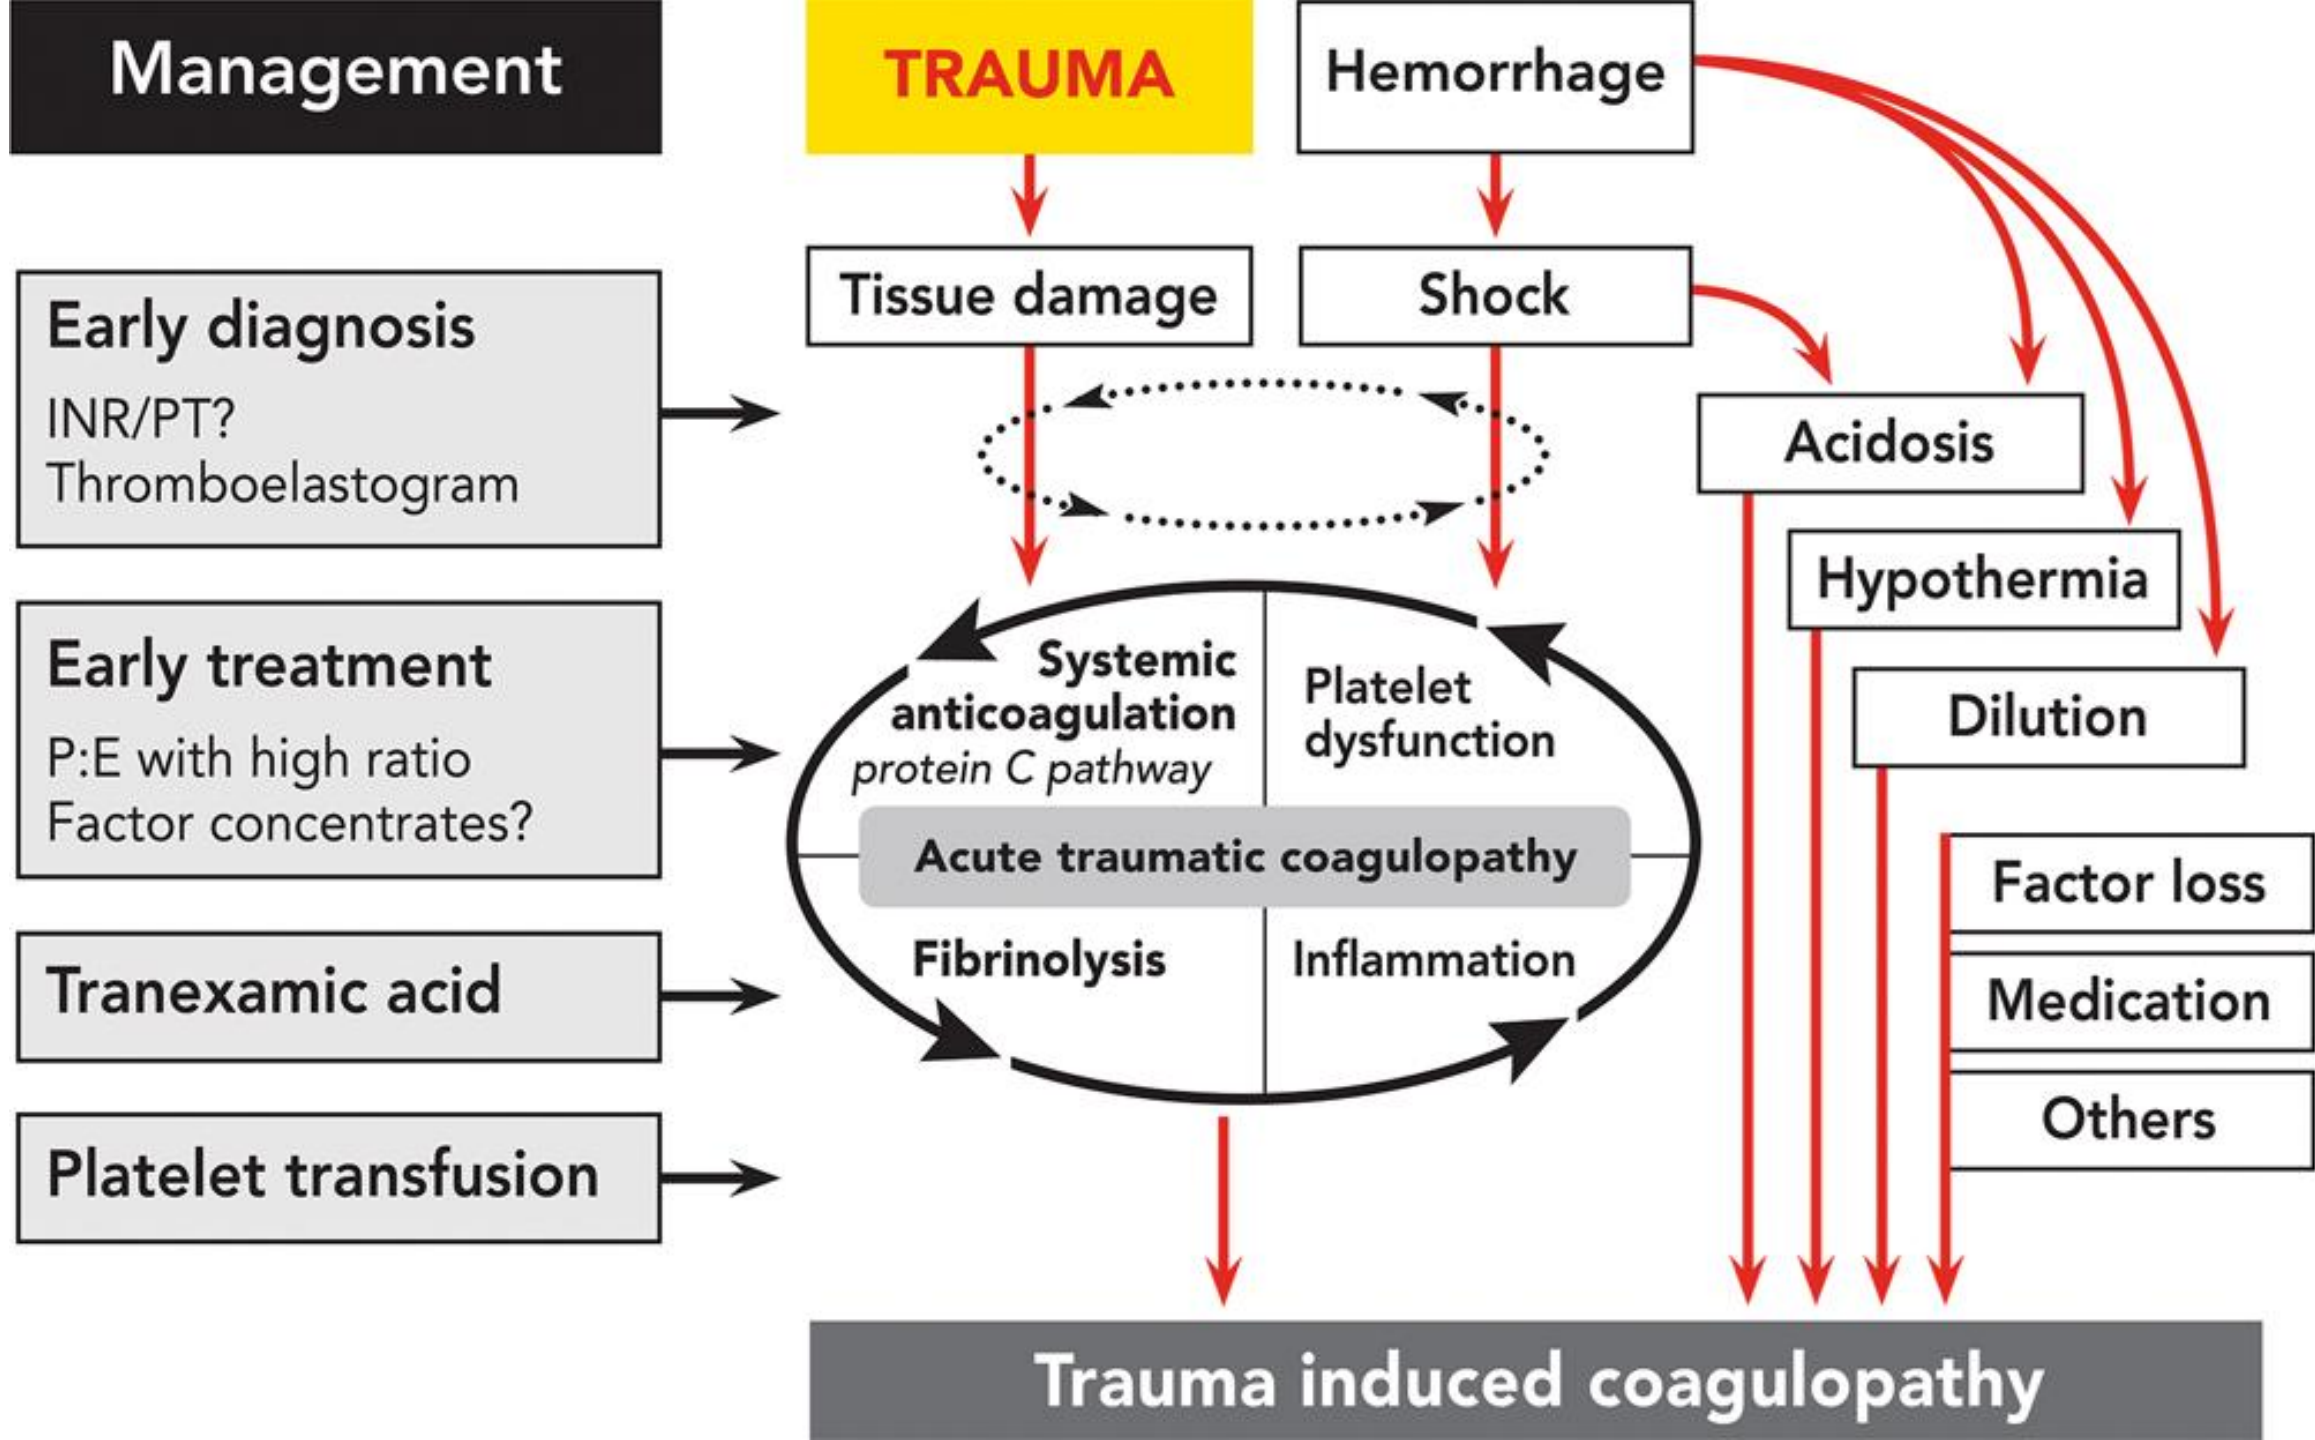 Management
TRAUMA
Hemorrhage
Early diagnosis
INR/PT?
Thromboelastogram
Early treatment
P:E with high ratio
Factor concentrates?
Tranexamic acid
Platelet transfusion
Tissue damage
Shock
Acidosis
Hypothermia
Dilution
Factor loss
Medication
Others
Systemic
anticoagulation
protein C pathway
Platelet
dysfunction
Acute traumatic coagulopathy
Fibrinolysis
Inflammation
Trauma induced coagulopathy